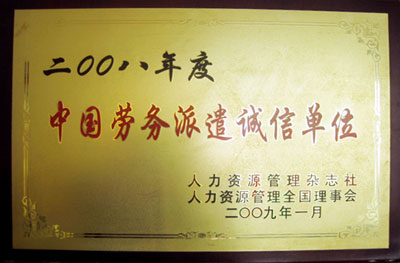 二〇〇八年度
中国劳务派遣诚信单位
人力资源管理杂志社
人力资源管理全国理事会
二〇〇九年一月